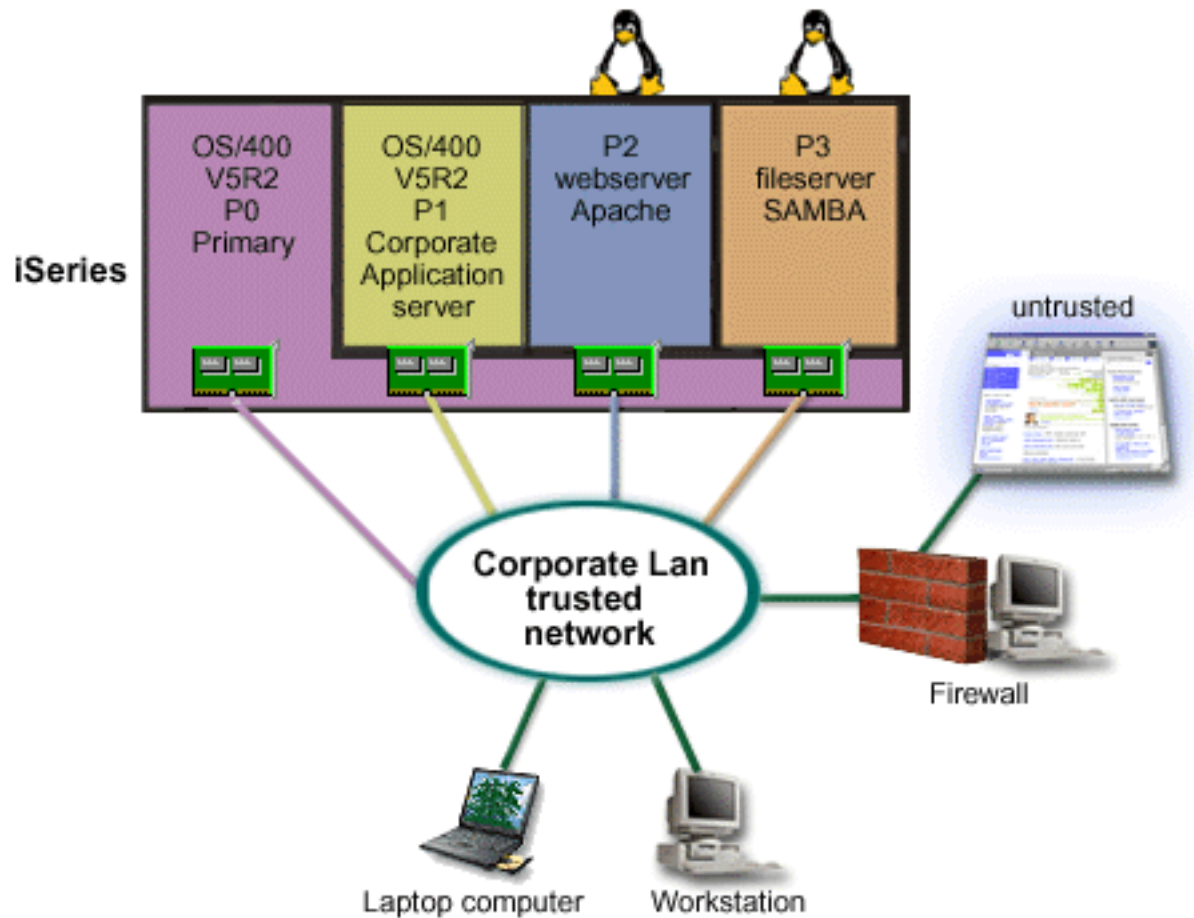 OS/400
V5R2
P0
Primary
OS/400
V5R2
P1
Corporate
Application
server
P2
webserver
Apache
P3
fileserver
SAMBA
iSeries
untrusted
Corporate Lan
trusted
network
Firewall
Laptop computer
Workstation